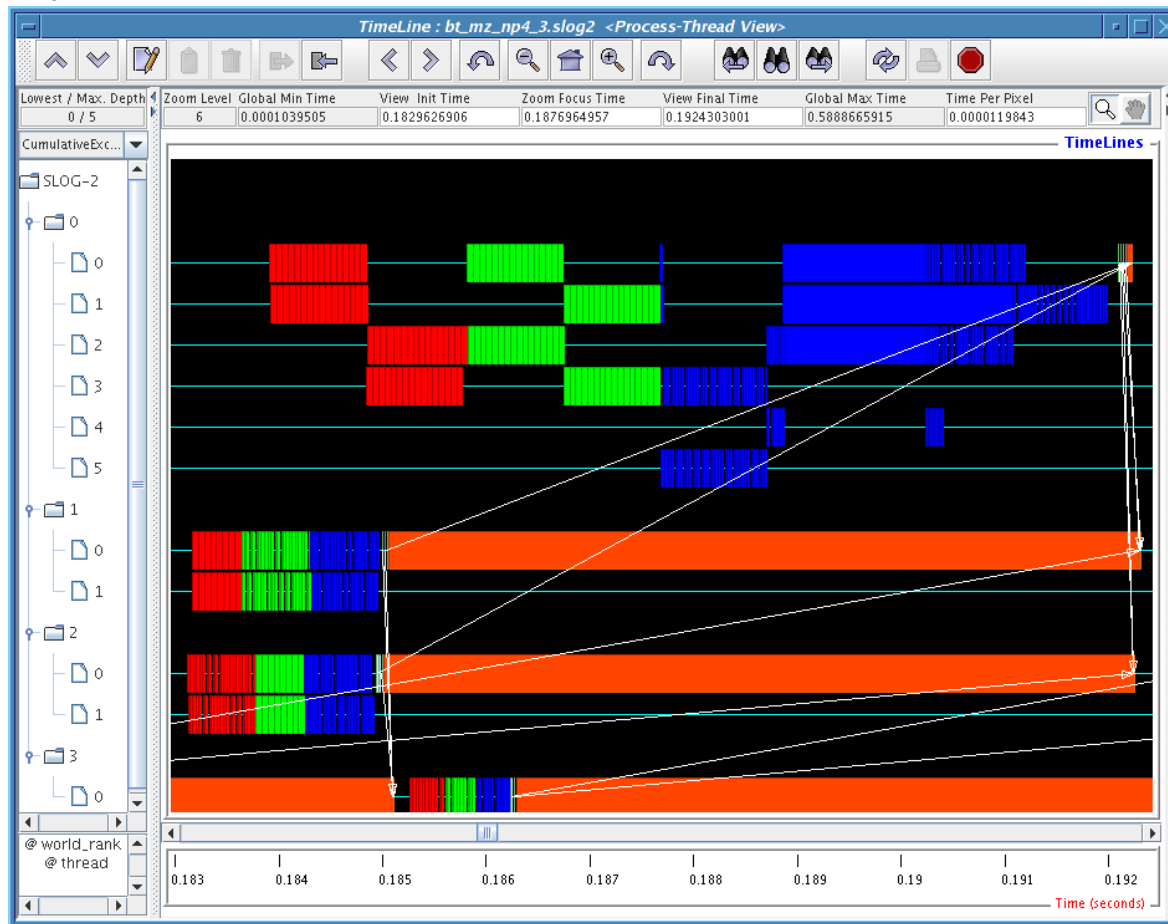 TimeLine : bt_mz_np4_3.slog2 <Process-Thread View>
Lowest / Max. Depth
0 / 5
Zoom Level
6
Global Min Time
0.0001039505
View Init Time
0.1829626906
Zoom Focus Time
0.1876964957
View Final Time
0.1924303001
Global Max Time
0.5888665915
Time Per Pixel
0.0000119843
CumulativeExc...
TimeLines
SLOG-2
0
0
1
2
3
4
5
1
0
1
2
0
1
3
0
@ world_rank
@ thread
0.183 0.184 0.185 0.186 0.187 0.188 0.189 0.19 0.191 0.192
Time (seconds)